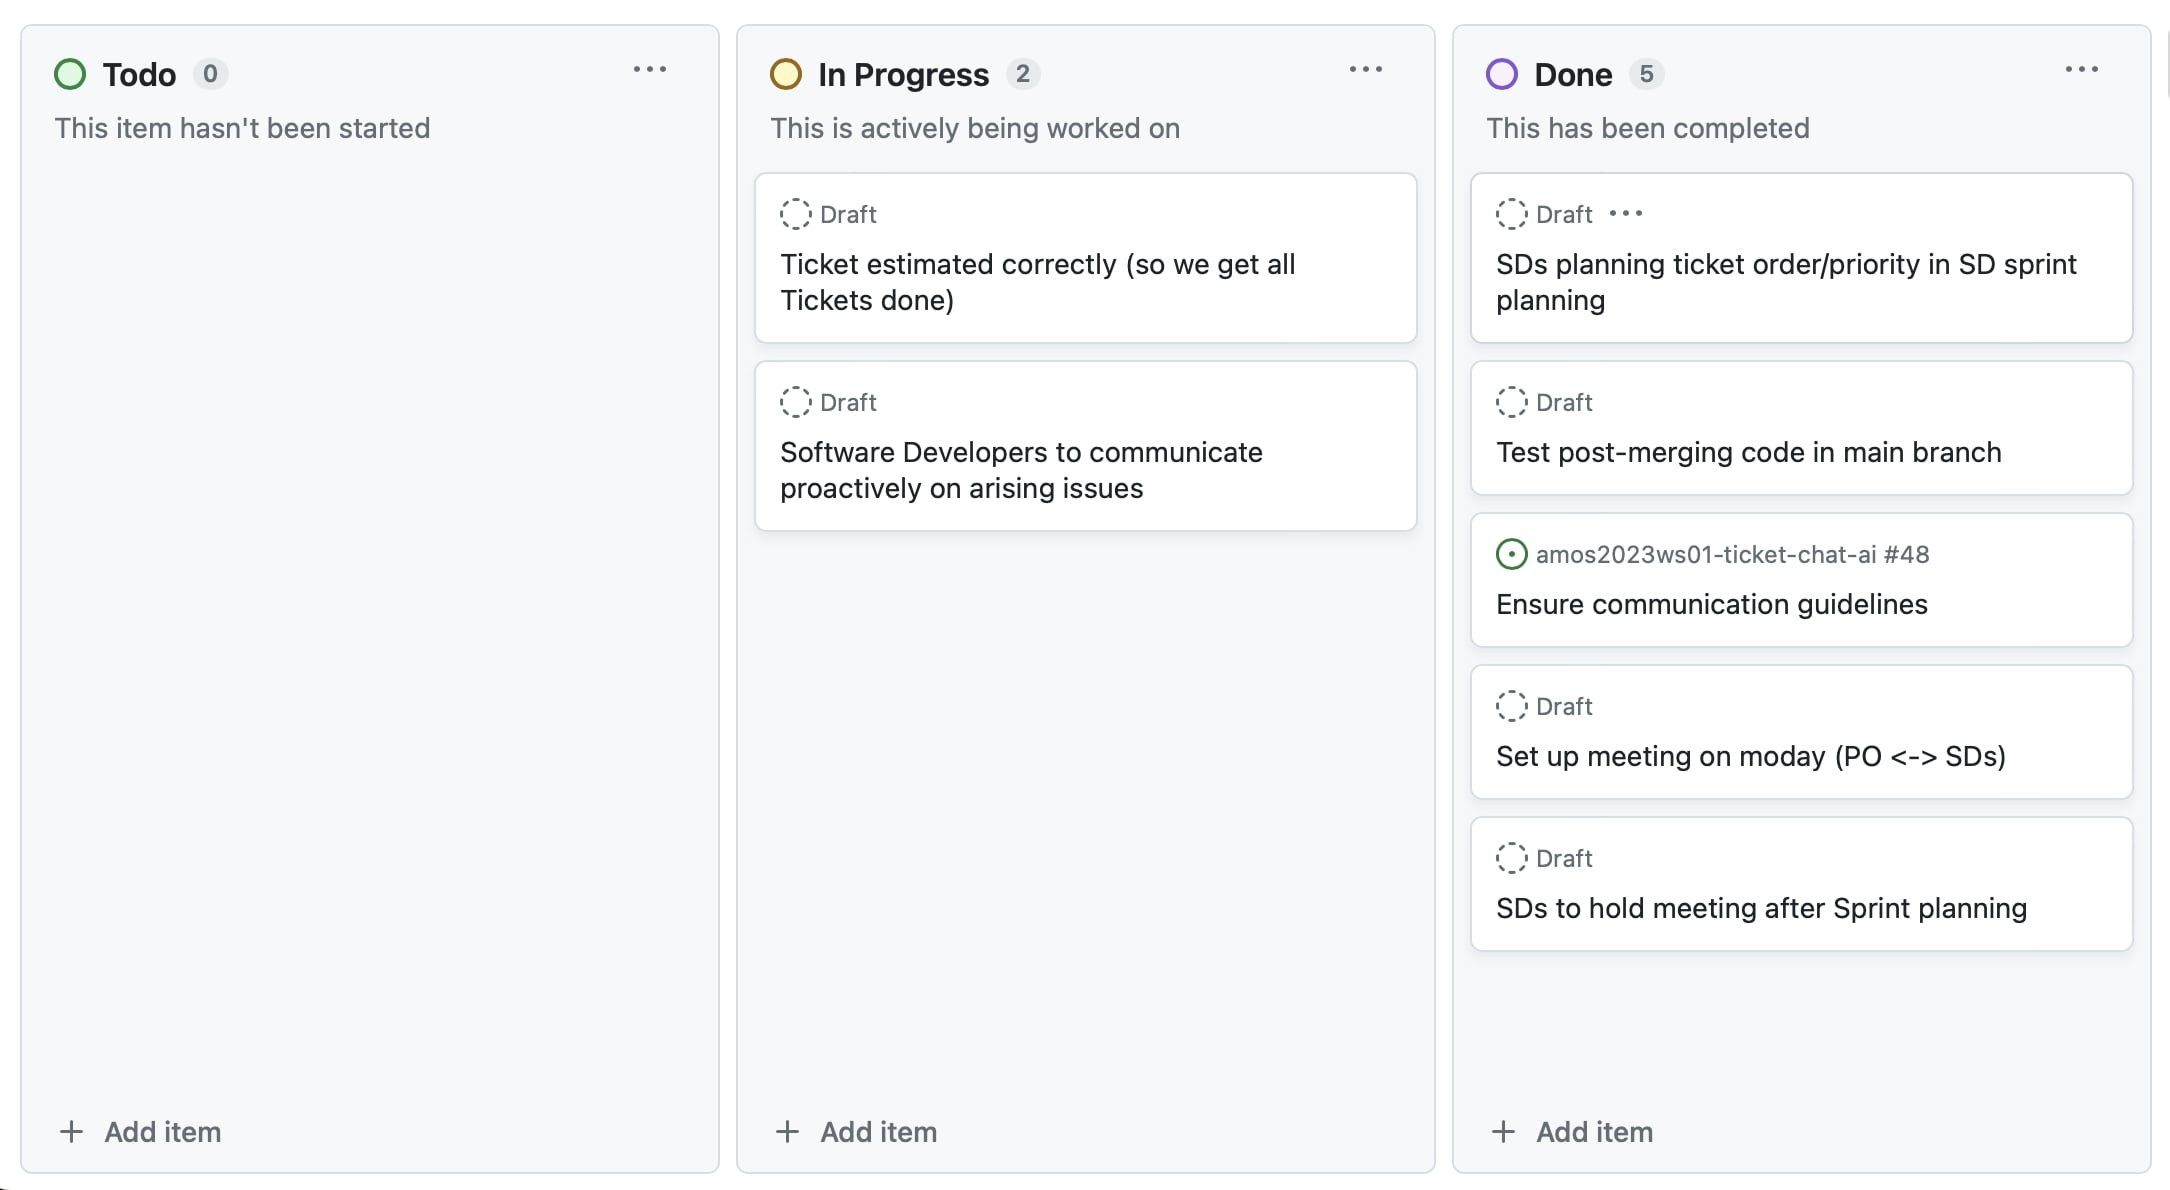 Todo 0
This item hasn't been started
Add item
In Progress 2
This is actively being worked on
Draft
Ticket estimated correctly (so we get all
Tickets done)
Draft
Software Developers to communicate
proactively on arising issues
Add item
Done 5
This has been completed
Draft
SDs planning ticket order/priority in SD sprint
planning
Draft
Test post-merging code in main branch
amos2023ws01-ticket-chat-ai #48
Ensure communication guidelines
Draft
Set up meeting on moday (PO <-> SDs)
Draft
SDs to hold meeting after Sprint planning
Add item